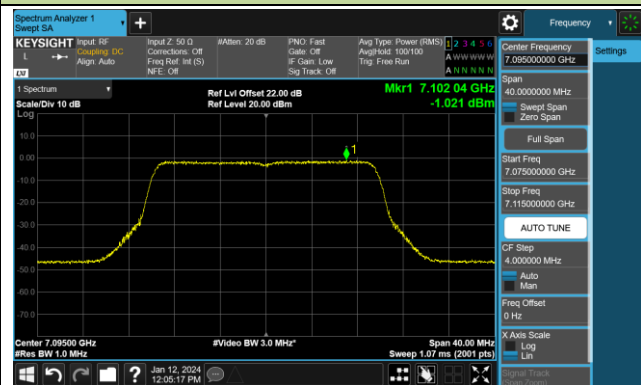 Spectrum Analyzer 1
Swept SA
+
Frequency
KEYSIGHT
L
LXI
Input: RF
Coupling: DC
Align: Auto
Input Z: 50 Ω
Corrections: Off
Freq Ref: Int (S)
NFE: Off
#Atten: 20 dB
PNO: Fast
Gate: Off
IF Gain: Low
Sig Track: Off
Avg Type: Power (RMS)
Avg|Hold: 100/100
Trig: Free Run
1 2 3 4 5 6
A W W W W W
A N N N N N
1 Spectrum
Scale/Div 10 dB
Log
Ref Lvl Offset 22.00 dB
Ref Level 20.00 dBm
Mkr1 7.102 04 GHz
-1.021 dBm
10.0
0.00
-10.0
-20.0
-30.0
-40.0
-50.0
-60.0
-70.0
1
Center 7.09500 GHz
#Res BW 1.0 MHz
#Video BW 3.0 MHz*
Span 40.00 MHz
Sweep 1.07 ms (2001 pts)
Jan 12, 2024
12:05:17 PM
Center Frequency
7.095000000 GHz
Span
40.0000000 MHz
Swept Span
Zero Span
Full Span
Start Freq
7.075000000 GHz
Stop Freq
7.115000000 GHz
AUTO TUNE
CF Step
4.000000 MHz
Auto
Man
Freq Offset
0 Hz
X Axis Scale
Log
Lin
Signal Track
(Span Zoom)
Settings